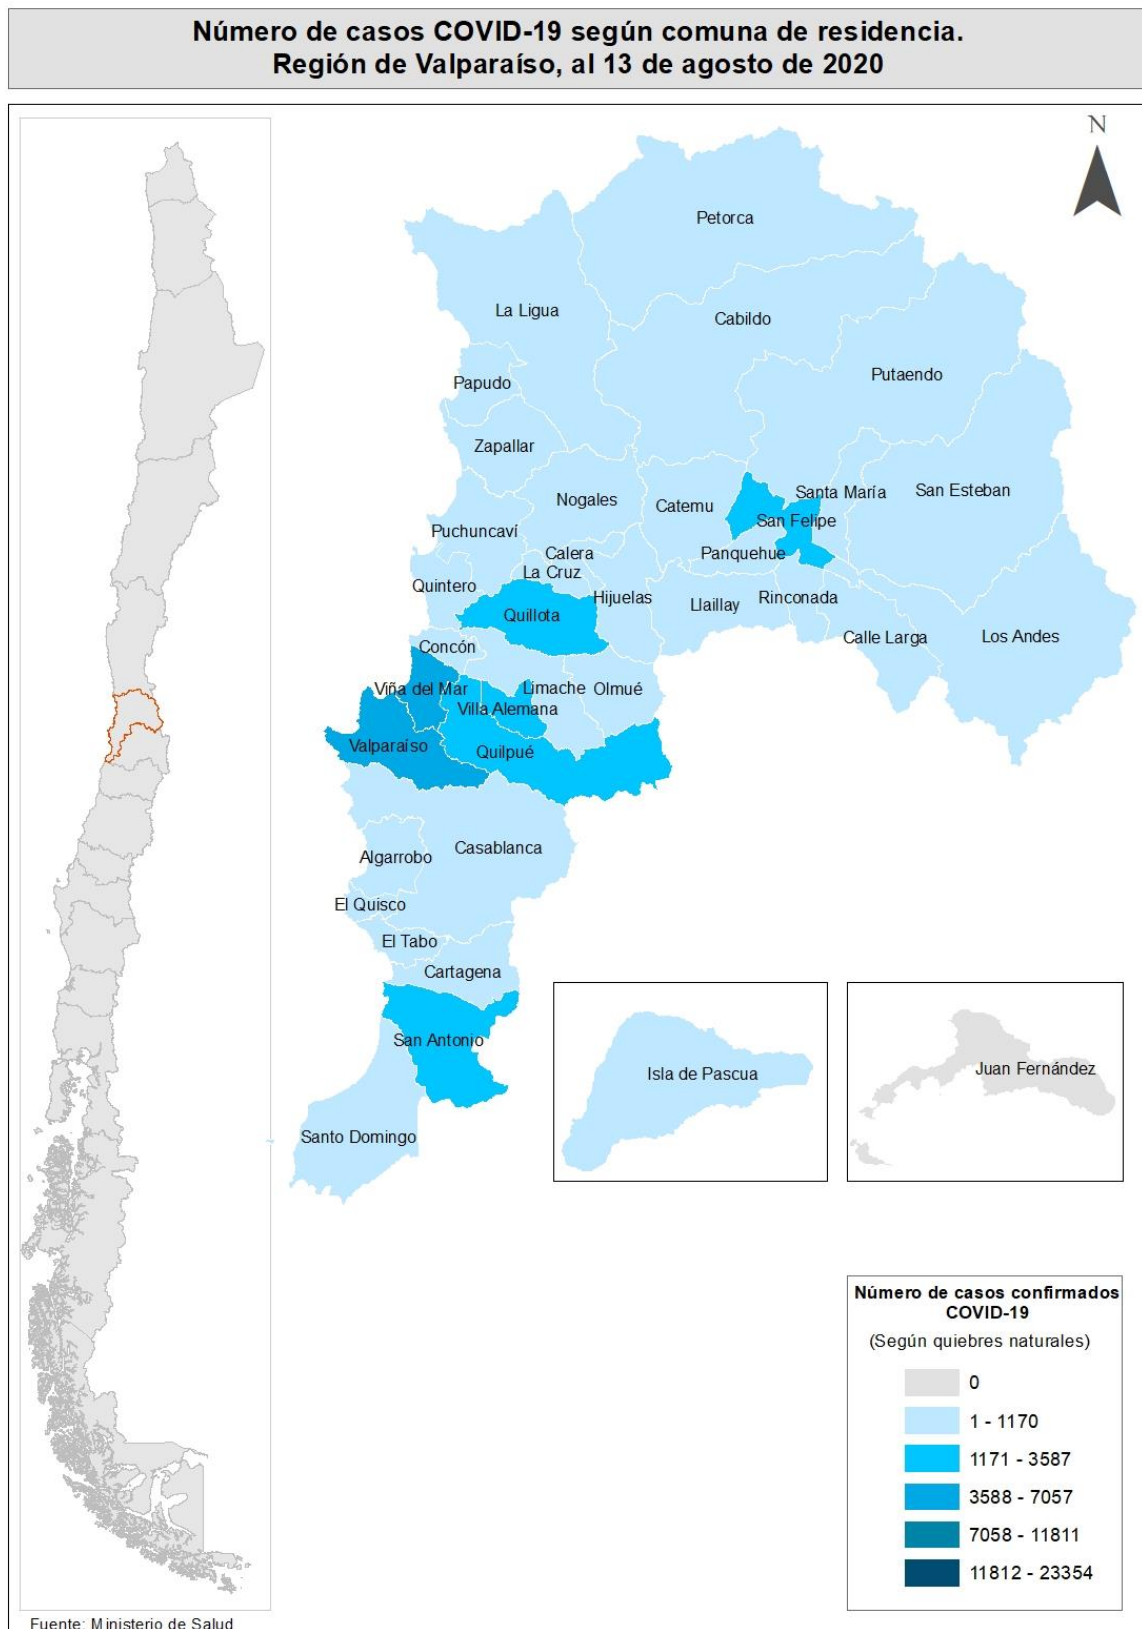 Número de casos COVID-19 según comuna de residencia.
Región de Valparaíso, al 13 de agosto de 2020
N
Petorca
La Ligua
Cabildo
Putaendo
Papudo
Zapallar
Nogales
Catemu
Santa María
San Esteban
San Felipe
Puchuncaví
Calera
Panquehue
La Cruz
Quintero
Hijuelas
Llaillay
Rinconada
Quillota
Calle Larga
Los Andes
Concón
Viña del Mar
Limache
Olmué
Villa Alemana
Valparaíso
Quilpué
Casablanca
Algarrobo
El Quisco
El Tabo
Cartagena
San Antonio
Santo Domingo
Isla de Pascua
Juan Fernández
Número de casos confirmados
COVID-19
(Según quiebres naturales)
0
1 - 1170
1171 - 3587
3588 - 7057
7058 - 11811
11812 - 23354
Fuente: Ministerio de Salud